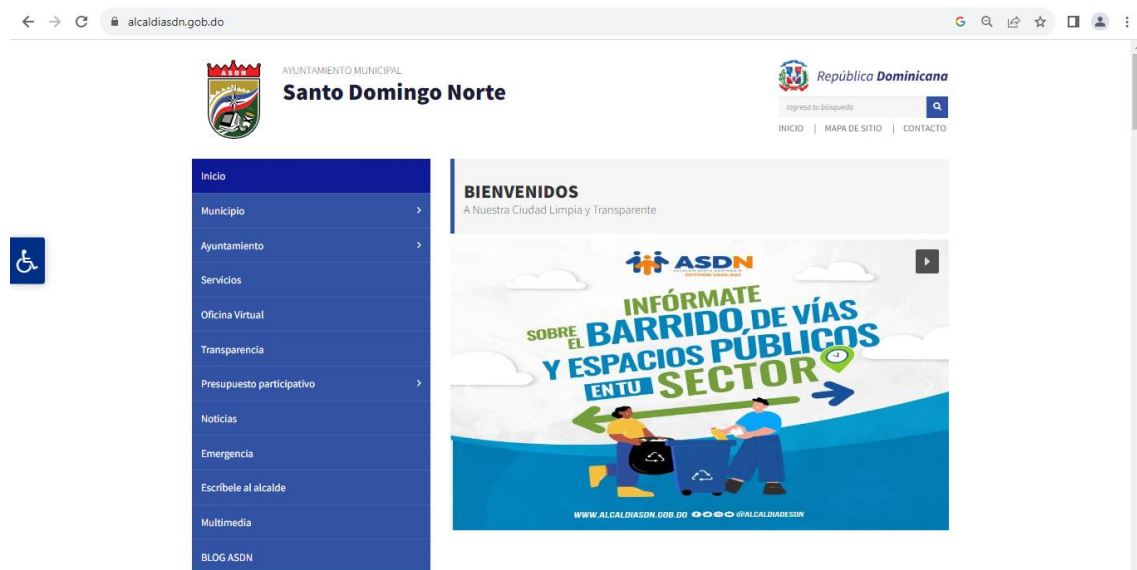 alcaldiasdn.gob.do
ASDN
AYUNTAMIENTO MUNICIPAL
Santo Domingo Norte
República Dominicana
Ingresa tu búsqueda
INICIO | MAPA DE SITIO | CONTACTO
Inicio
Municipio
Ayuntamiento
Servicios
Oficina Virtual
Transparencia
Presupuesto participativo
Noticias
Emergencia
Escríbele al alcalde
Multimedia
BLOG ASDN
BIENVENIDOS
A Nuestra Ciudad Limpia y Transparente
ASDN
INFÓRMATE
SOBRE EL BARRIDO DE VÍAS
Y ESPACIOS PÚBLICOS
EN TU SECTOR
WWW.ALCALDIASDN.GOB.DO @ALCALDIADESDN